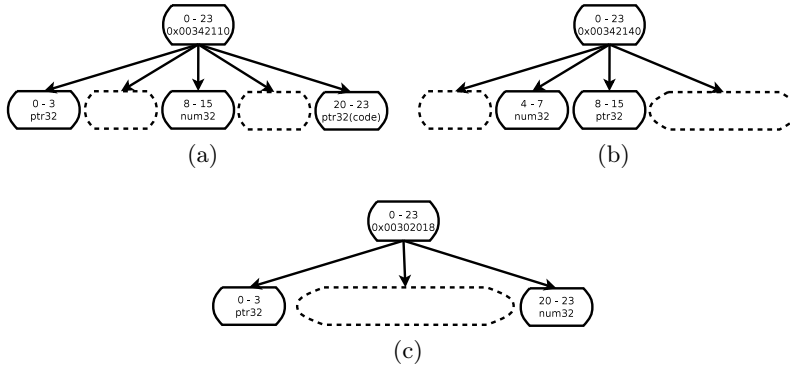 0 - 23
0x00342110
0 - 3
ptr32
8 - 15
num32
20 - 23
ptr32(code)
(a)
0 - 23
0x00342140
4 - 7
num32
8 - 15
ptr32
(b)
0 - 23
0x00302018
0 - 3
ptr32
20 - 23
num32
(c)